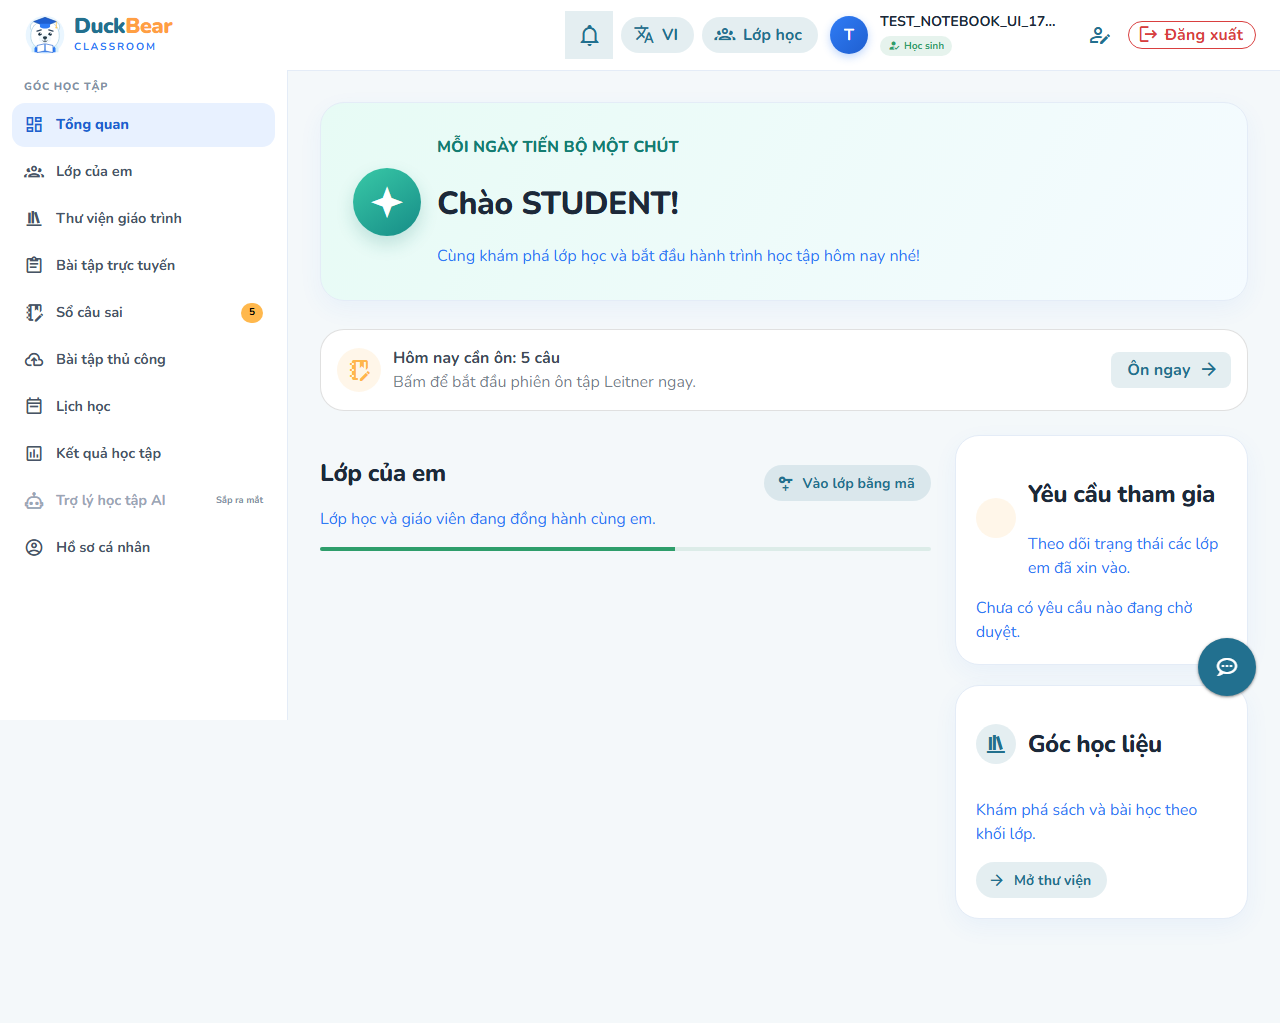 DuckBear
CLASSROOM
VI
Lớp học
T
TEST_NOTEBOOK_UI_17...
Học sinh
Đăng xuất
GÓC HỌC TẬP
Tổng quan
Lớp của em
Thư viện giáo trình
Bài tập trực tuyến
Sổ câu sai
5
Bài tập thủ công
Lịch học
Kết quả học tập
Trợ lý học tập AI
Sắp ra mắt
Hồ sơ cá nhân
MỖI NGÀY TIẾN BỘ MỘT CHÚT
Chào STUDENT!
Cùng khám phá lớp học và bắt đầu hành trình học tập hôm nay nhé!
Hôm nay cần ôn: 5 câu
Bấm để bắt đầu phiên ôn tập Leitner ngay.
Ôn ngay
Lớp của em
Vào lớp bằng mã
Lớp học và giáo viên đang đồng hành cùng em.
Yêu cầu tham gia
Theo dõi trạng thái các lớp
em đã xin vào.
Chưa có yêu cầu nào đang chờ
duyệt.
Góc học liệu
Khám phá sách và bài học theo
khối lớp.
Mở thư viện